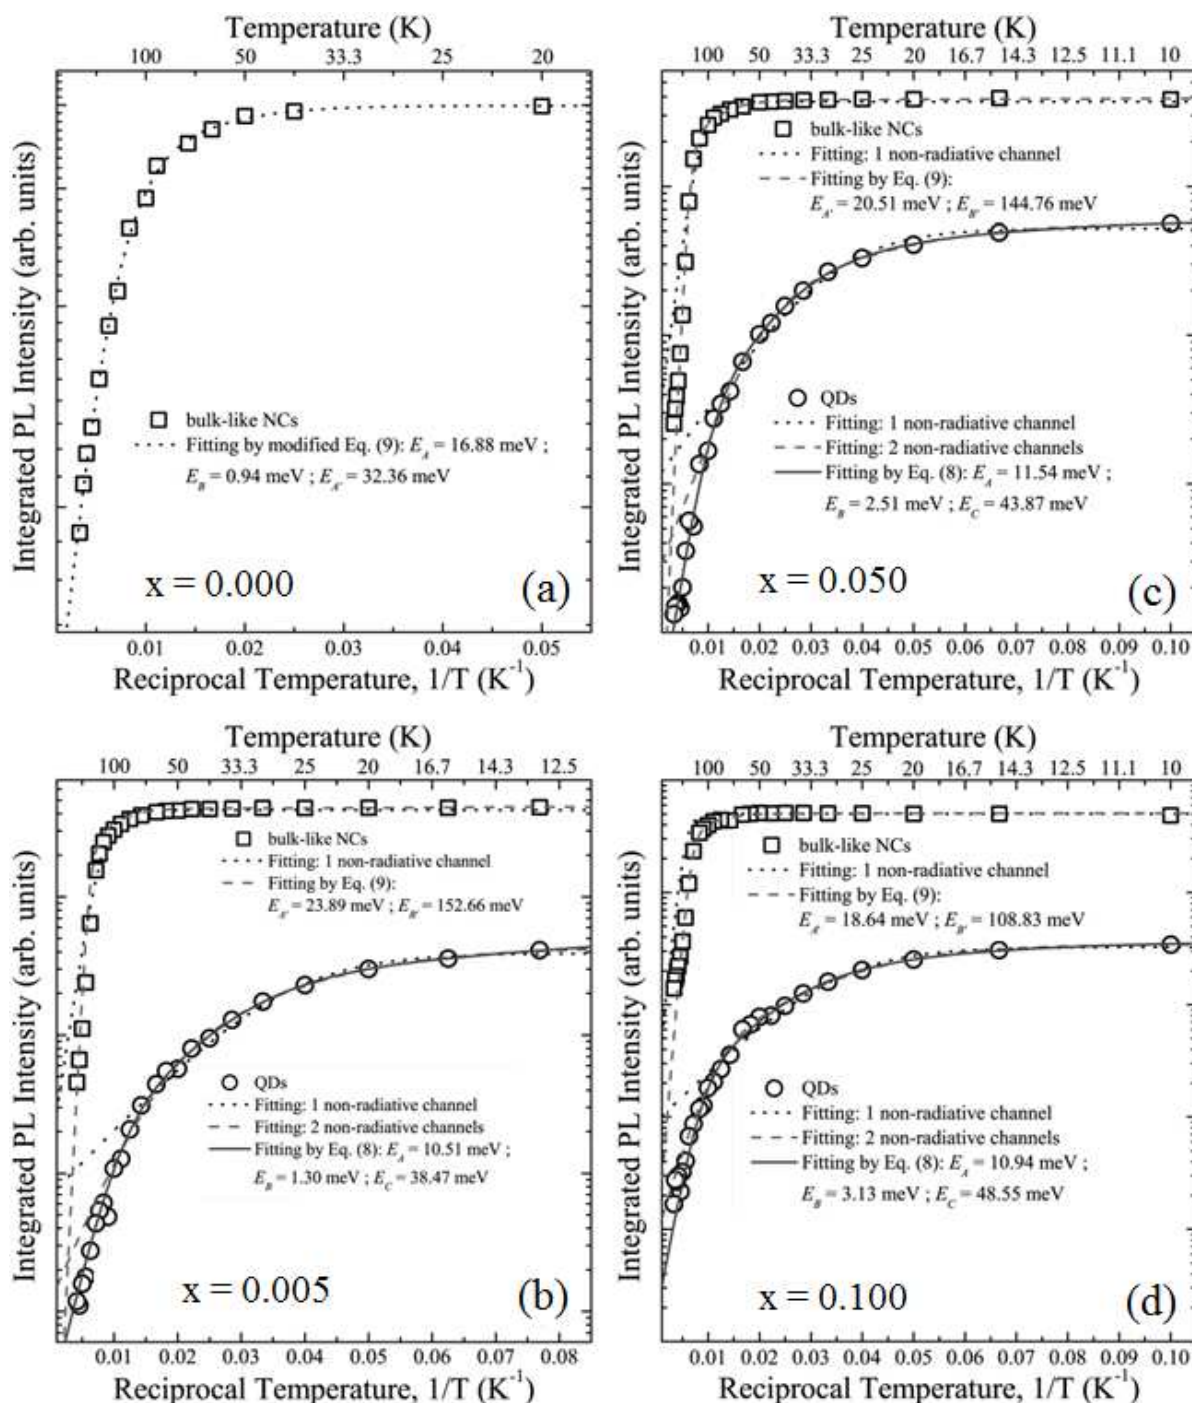 Temperature (K)
100 50 33.3 25 20
Integrated PL Intensity (arb. units)
bulk-like NCs
Fitting by modified Eq. (9): E_A = 16.88 meV ;
E_B = 0.94 meV ; E_A' = 32.36 meV
x = 0.000
(a)
0.01 0.02 0.03 0.04 0.05
Reciprocal Temperature, 1/T (K⁻¹)
Temperature (K)
100 50 33.3 25 20 16.7 14.3 12.5 11.1 10
Integrated PL Intensity (arb. units)
bulk-like NCs
Fitting: 1 non-radiative channel
Fitting by Eq. (9):
E_A' = 20.51 meV ; E_B' = 144.76 meV
QDs
Fitting: 1 non-radiative channel
Fitting: 2 non-radiative channels
Fitting by Eq. (8): E_A = 11.54 meV ;
E_B = 2.51 meV ; E_C = 43.87 meV
x = 0.050
(c)
0.01 0.02 0.03 0.04 0.05 0.06 0.07 0.08 0.09 0.10
Reciprocal Temperature, 1/T (K⁻¹)
Temperature (K)
100 50 33.3 25 20 16.7 14.3 12.5
Integrated PL Intensity (arb. units)
bulk-like NCs
Fitting: 1 non-radiative channel
Fitting by Eq. (9):
E_A' = 23.89 meV ; E_B' = 152.66 meV
QDs
Fitting: 1 non-radiative channel
Fitting: 2 non-radiative channels
Fitting by Eq. (8): E_A = 10.51 meV ;
E_B = 1.30 meV ; E_C = 38.47 meV
x = 0.005
(b)
0.01 0.02 0.03 0.04 0.05 0.06 0.07 0.08
Reciprocal Temperature, 1/T (K⁻¹)
Temperature (K)
100 50 33.3 25 20 16.7 14.3 12.5 11.1 10
Integrated PL Intensity (arb. units)
bulk-like NCs
Fitting: 1 non-radiative channel
Fitting by Eq. (9):
E_A' = 18.64 meV ; E_B' = 108.83 meV
QDs
Fitting: 1 non-radiative channel
Fitting: 2 non-radiative channels
Fitting by Eq. (8): E_A = 10.94 meV ;
E_B = 3.13 meV ; E_C = 48.55 meV
x = 0.100
(d)
0.01 0.02 0.03 0.04 0.05 0.06 0.07 0.08 0.09 0.10
Reciprocal Temperature, 1/T (K⁻¹)